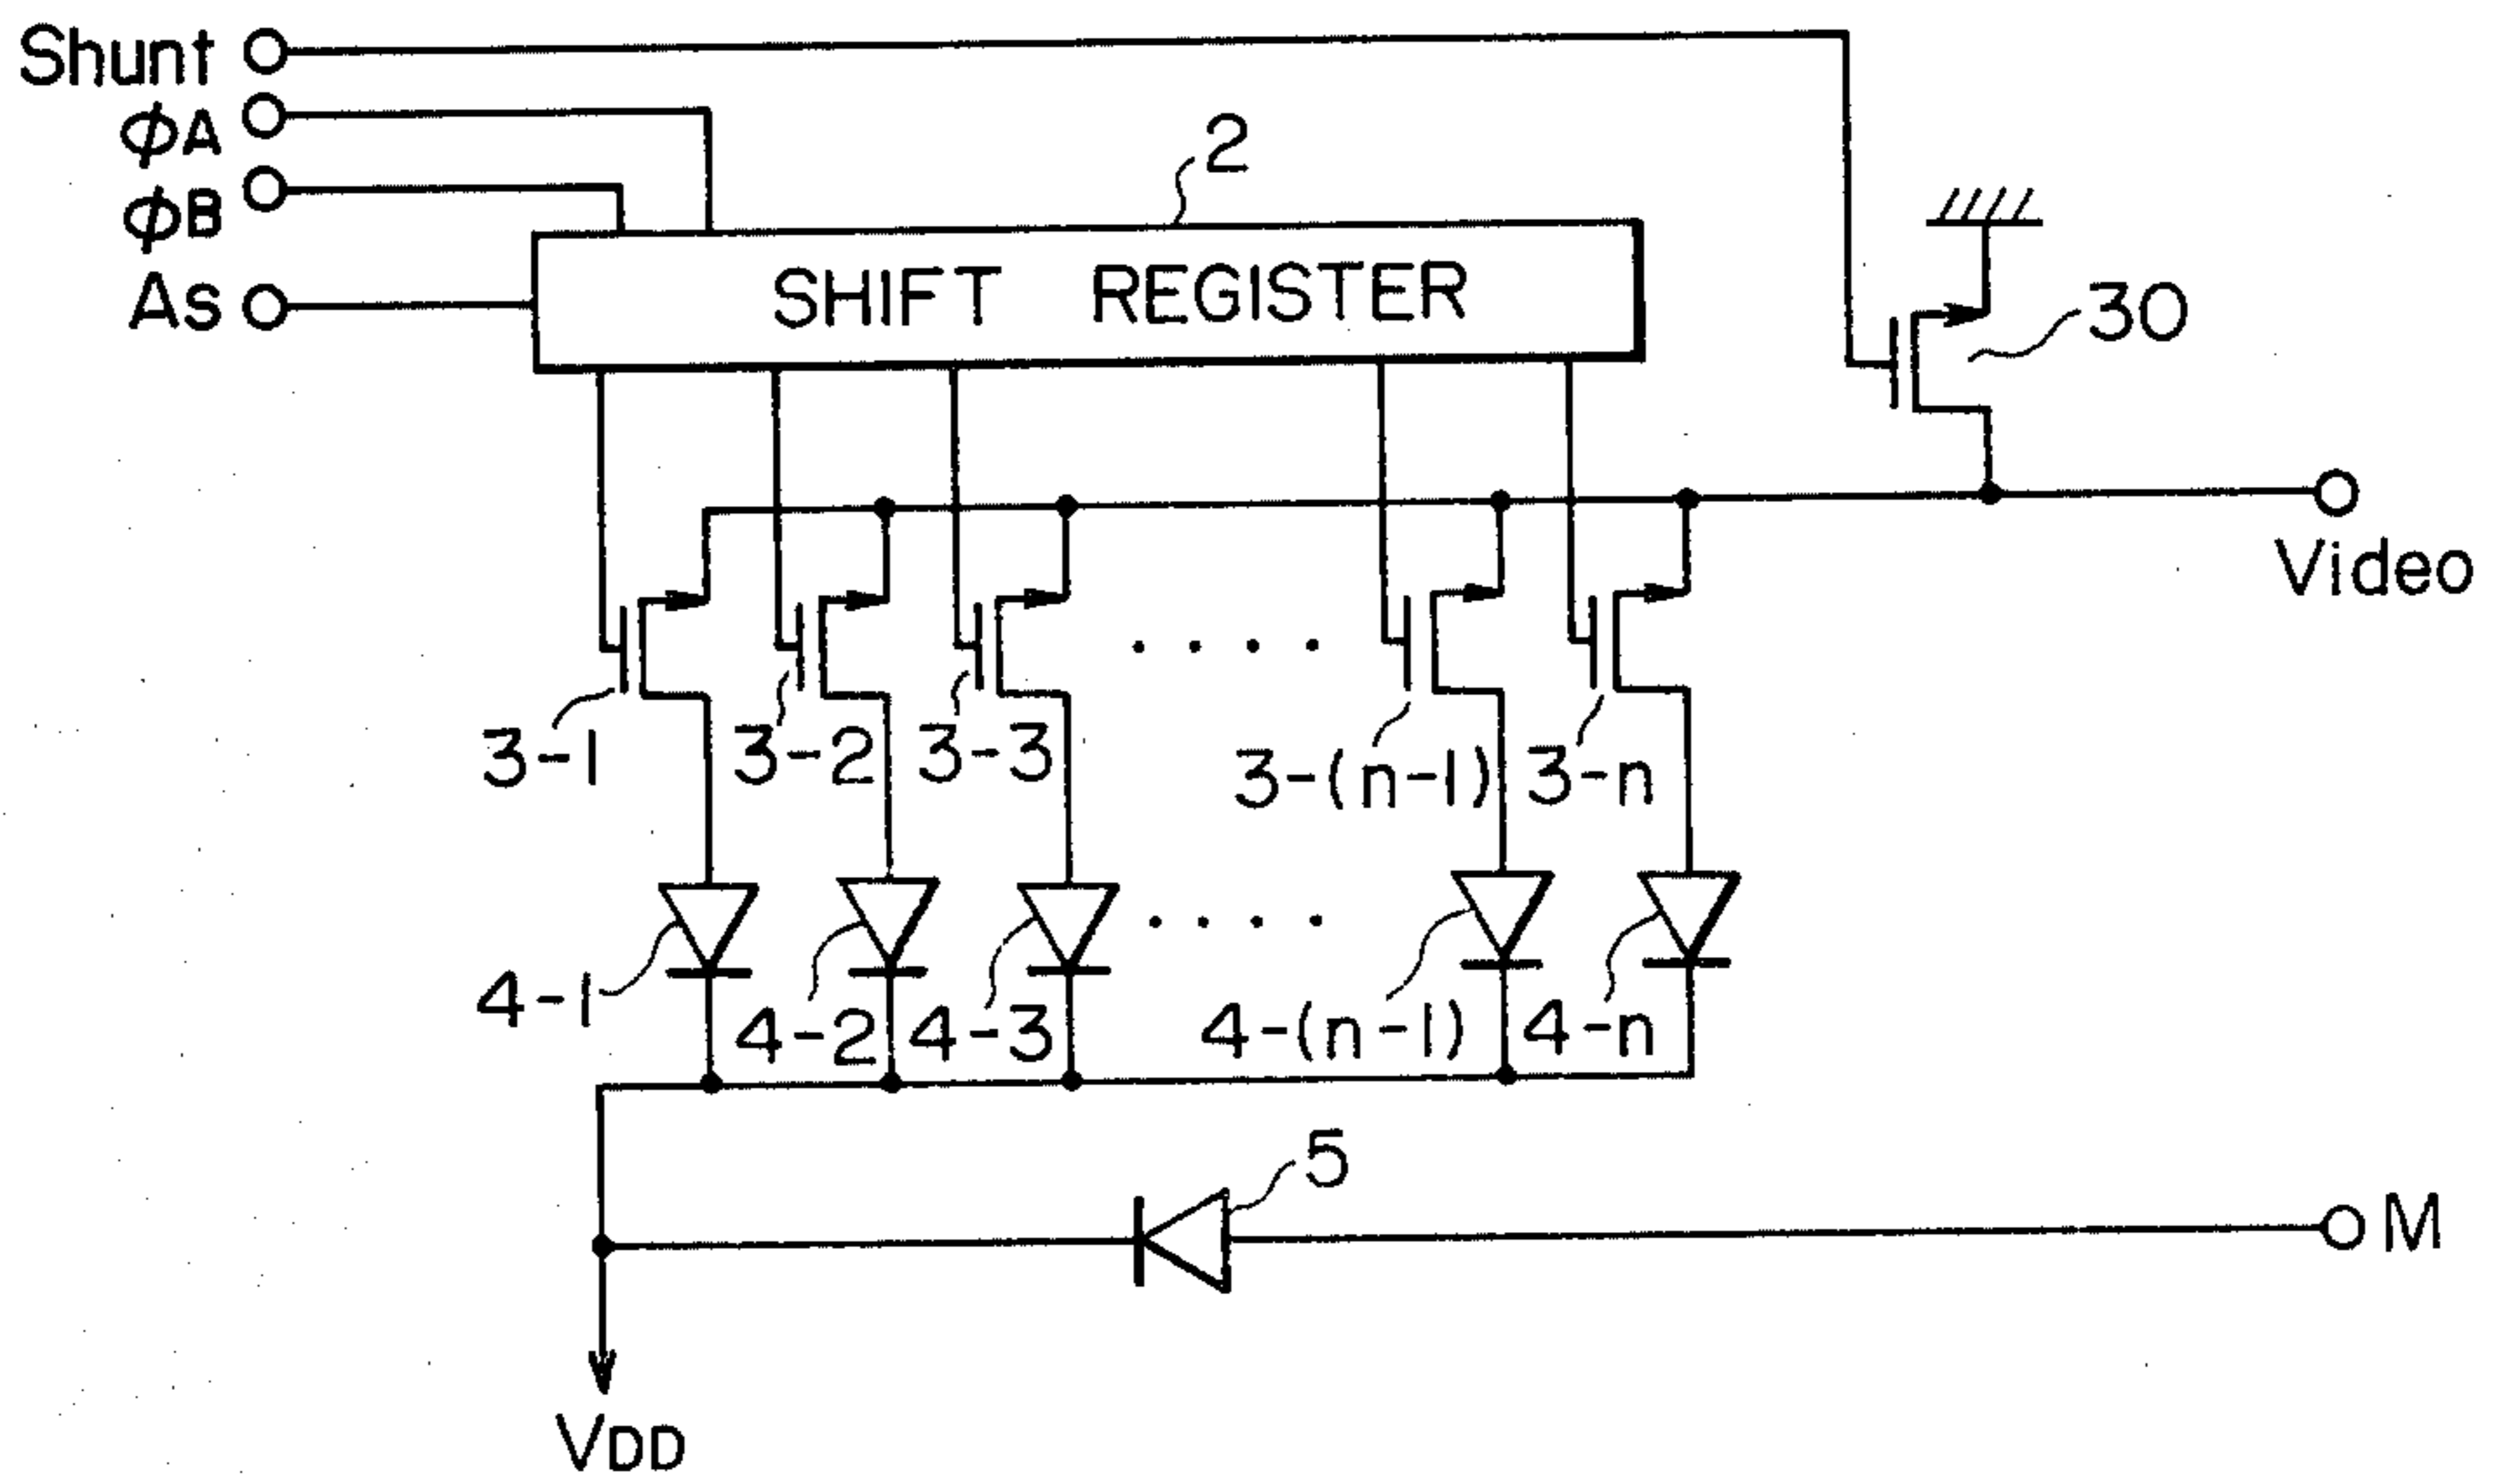 Shunt
ϕA
ϕB
As
2
SHIFT REGISTER
30
Video
3-1
3-2
3-3
3-(n-1)
3-n
4-1
4-2
4-3
4-(n-1)
4-n
5
M
VDD